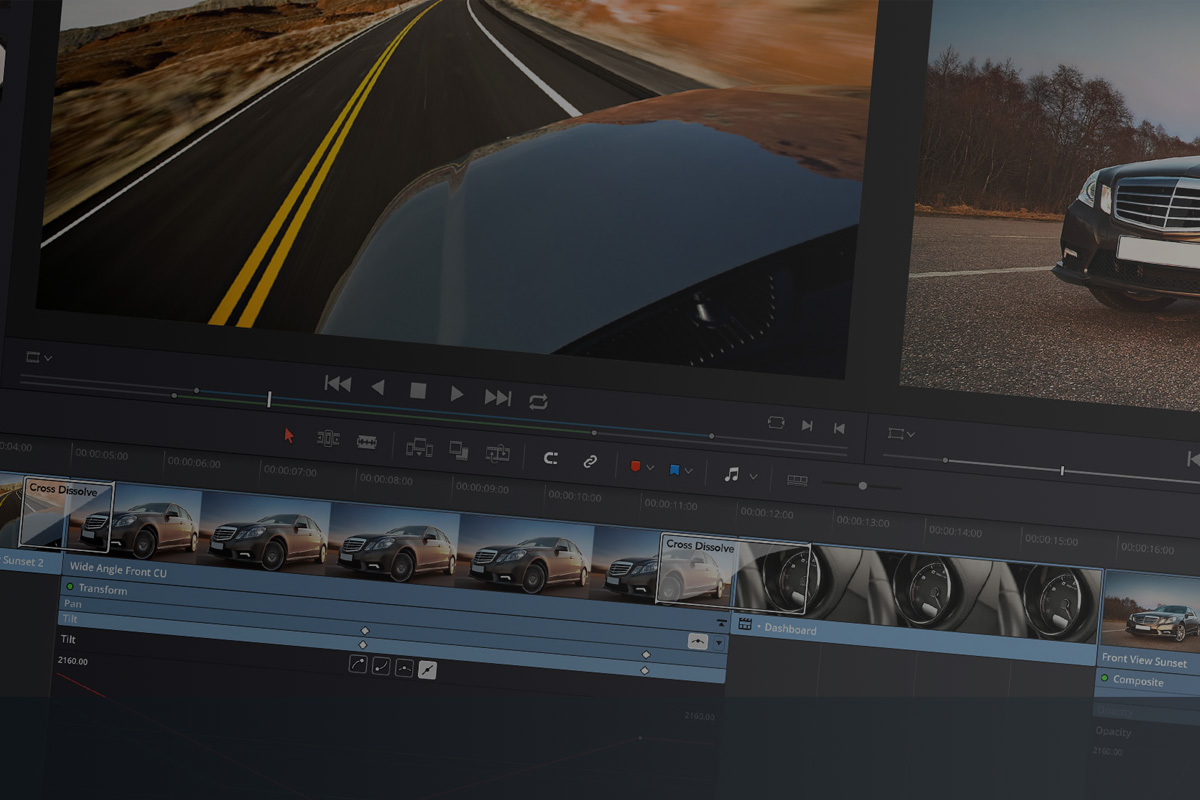 0:04:00
00:00:05:00
00:00:06:00
00:00:07:00
00:00:08:00
00:00:09:00
00:00:10:00
00:00:11:00
00:00:12:00
00:00:13:00
00:00:14:00
00:00:15:00
00:00:16:00
Cross Dissolve
Cross Dissolve
Sunset 2
Wide Angle Front CU
Dashboard
Front View Sunset
Transform
Composite
Pan
Tilt
Tilt
2160.00
2160.00
Opacity
Opacity
2160.00